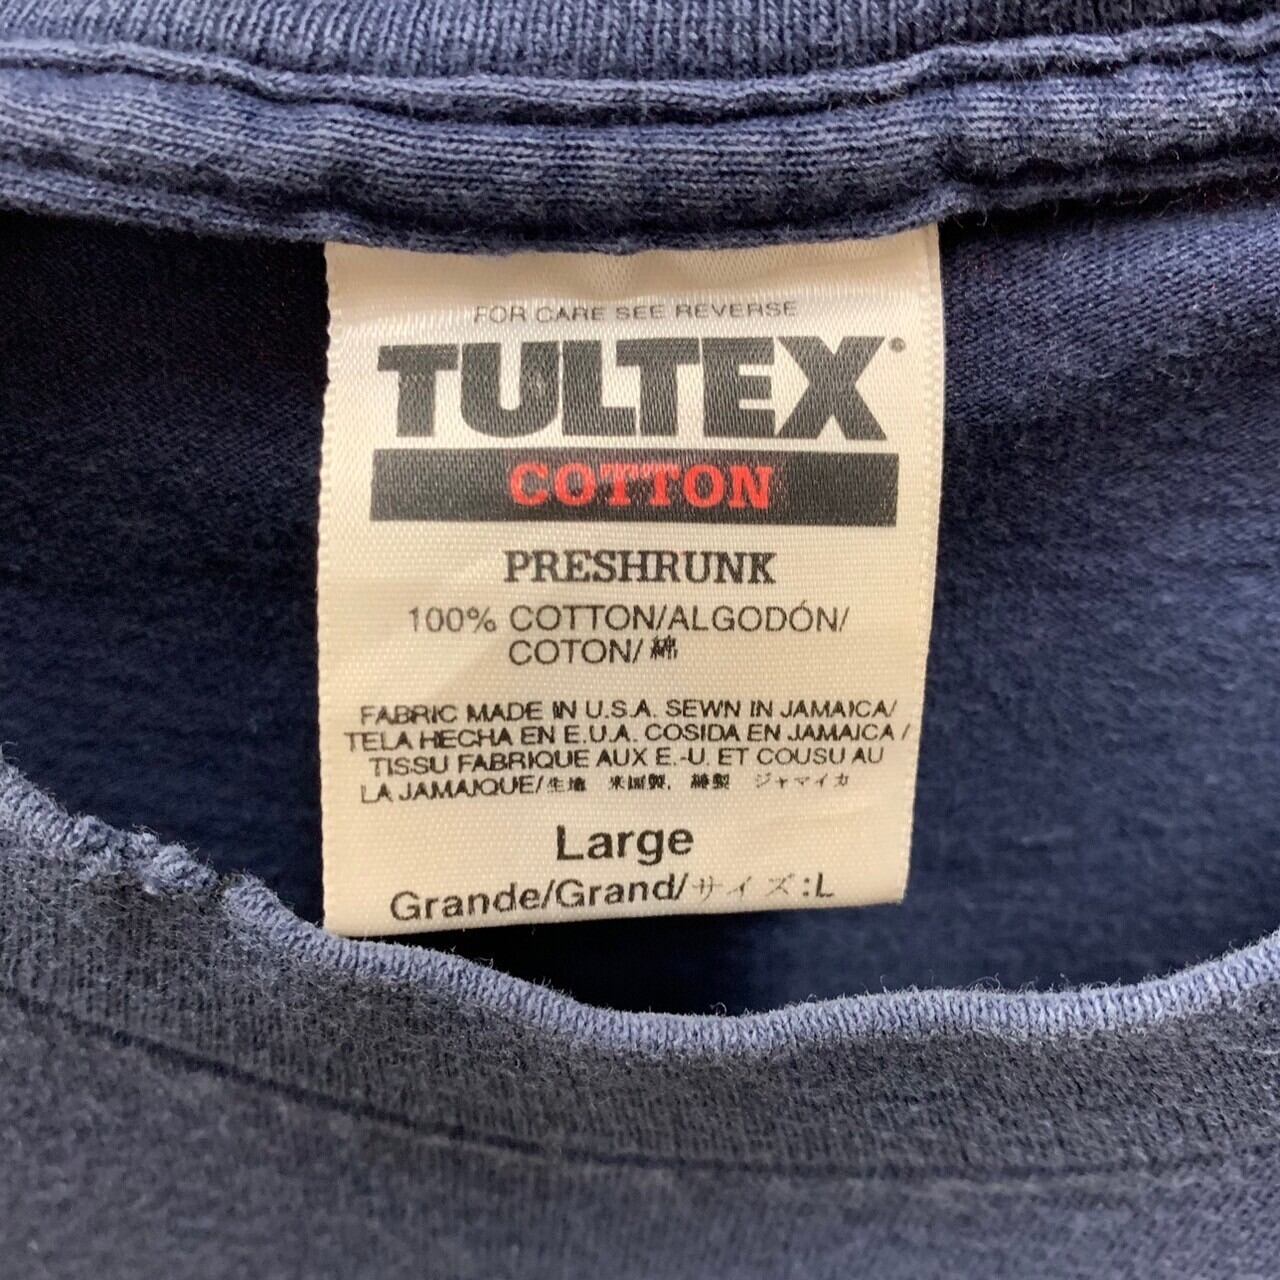 FOR CARE SEE REVERSE
TULTEX®
COTTON
PRESHRUNK
100% COTTON/ALGODÓN/
COTON/綿
FABRIC MADE IN U.S.A. SEWN IN JAMAICA/
TELA HECHA EN E.U.A. COSIDA EN JAMAICA/
TISSU FABRIQUE AUX E.-U. ET COUSU AU
LA JAMAIQUE/生地 米国製, 縫製 ジャマイカ
Large
Grande/Grand/サイズ:L